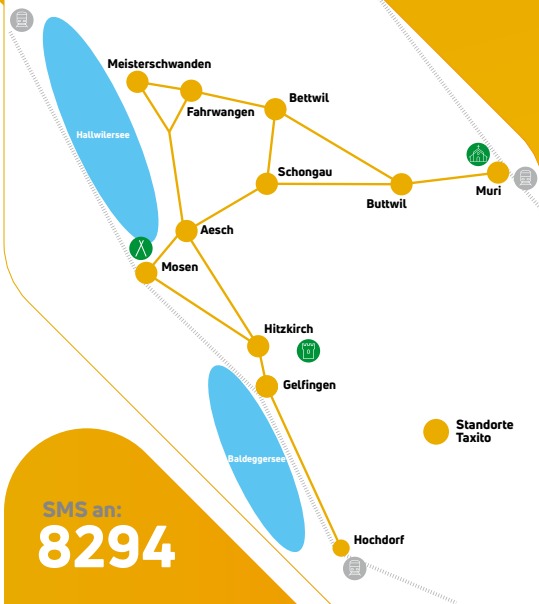 Meisterschwanden
Fahrwangen
Bettwil
Hallwilersee
Schongau
Buttwil
Muri
Aesch
Mosen
Hitzkirch
Gelfingen
Standorte
Taxito
Baldeggersee
SMS an:
8294
Hochdorf